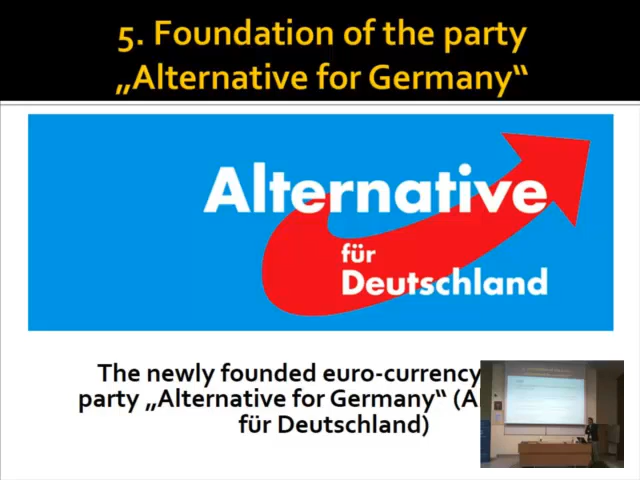 5. Foundation of the party
„Alternative for Germany“
Alternative
für
Deutschland
The newly founded euro-currency
party „Alternative for Germany“ (A
für Deutschland)